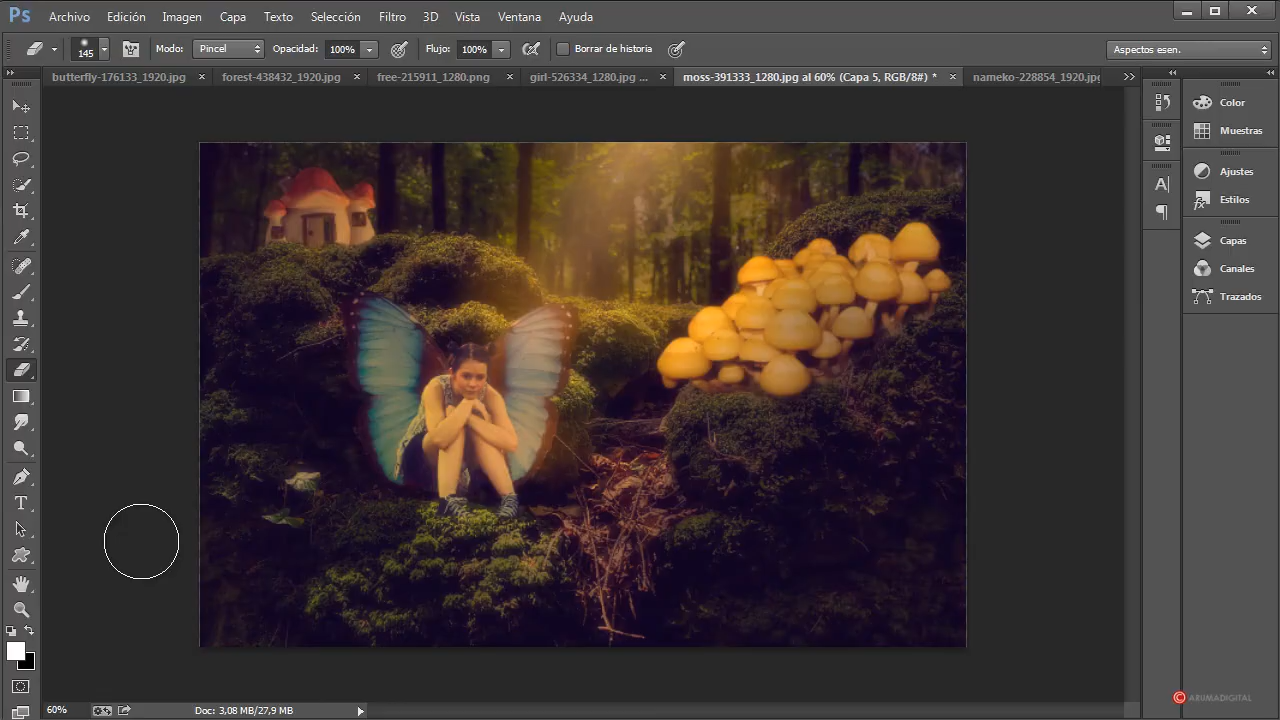 Ps Archivo Edición Imagen Capa Texto Selección Filtro 3D Vista Ventana Ayuda
145 Modo: Pincel Opacidad: 100% Flujo: 100% Borrar de historia Aspectos esen.
butterfly-176133_1920.jpg × forest-438432_1920.jpg × free-215911_1280.png × girl-526334_1280.jpg ... × moss-391333_1280.jpg al 60% (Capa 5, RGB/8#) * × nameko-228854_1920.jpg
Color
Muestras
Ajustes
Estilos
Capas
Canales
Trazados
60% Doc: 3,08 MB/27,9 MB
© ARUMADIGITAL